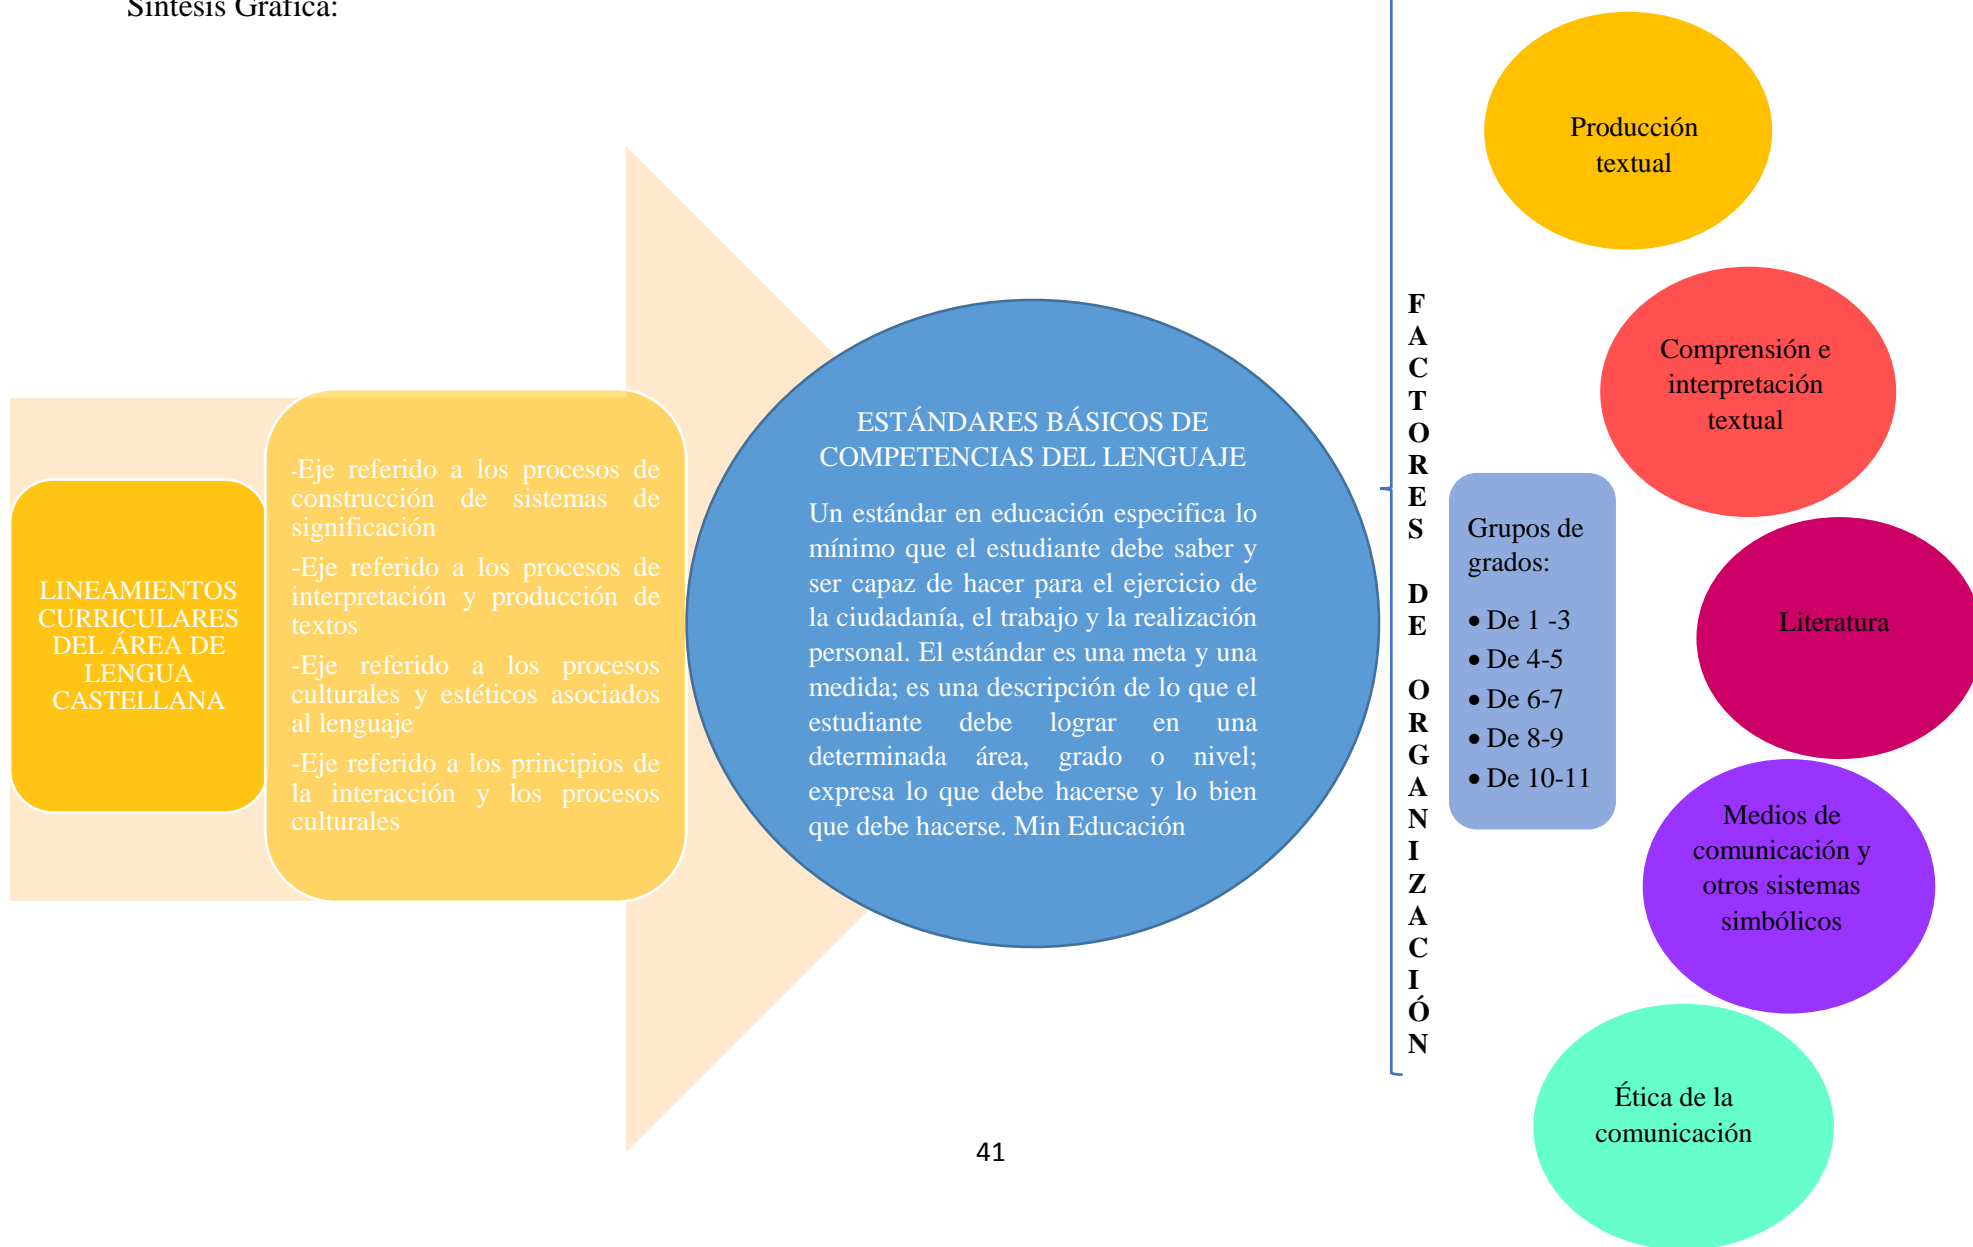 Síntesis Gráfica:
LINEAMIENTOS
CURRICULARES
DEL ÁREA DE
LENGUA
CASTELLANA
-Eje referido a los procesos de
construcción de sistemas de
significación
-Eje referido a los procesos de
interpretación y producción de
textos
-Eje referido a los procesos
culturales y estéticos asociados
al lenguaje
-Eje referido a los principios de
la interacción y los procesos
culturales
ESTÁNDARES BÁSICOS DE
COMPETENCIAS DEL LENGUAJE
Un estándar en educación especifica lo
mínimo que el estudiante debe saber y
ser capaz de hacer para el ejercicio de
la ciudadanía, el trabajo y la realización
personal. El estándar es una meta y una
medida; es una descripción de lo que el
estudiante debe lograr en una
determinada área, grado o nivel;
expresa lo que debe hacerse y lo bien
que debe hacerse. Min Educación
FACTORES DE ORGANIZACIÓN
Grupos de
grados:
• De 1 -3
• De 4-5
• De 6-7
• De 8-9
• De 10-11
Producción
textual
Comprensión e
interpretación
textual
Literatura
Medios de
comunicación y
otros sistemas
simbólicos
Ética de la
comunicación
41